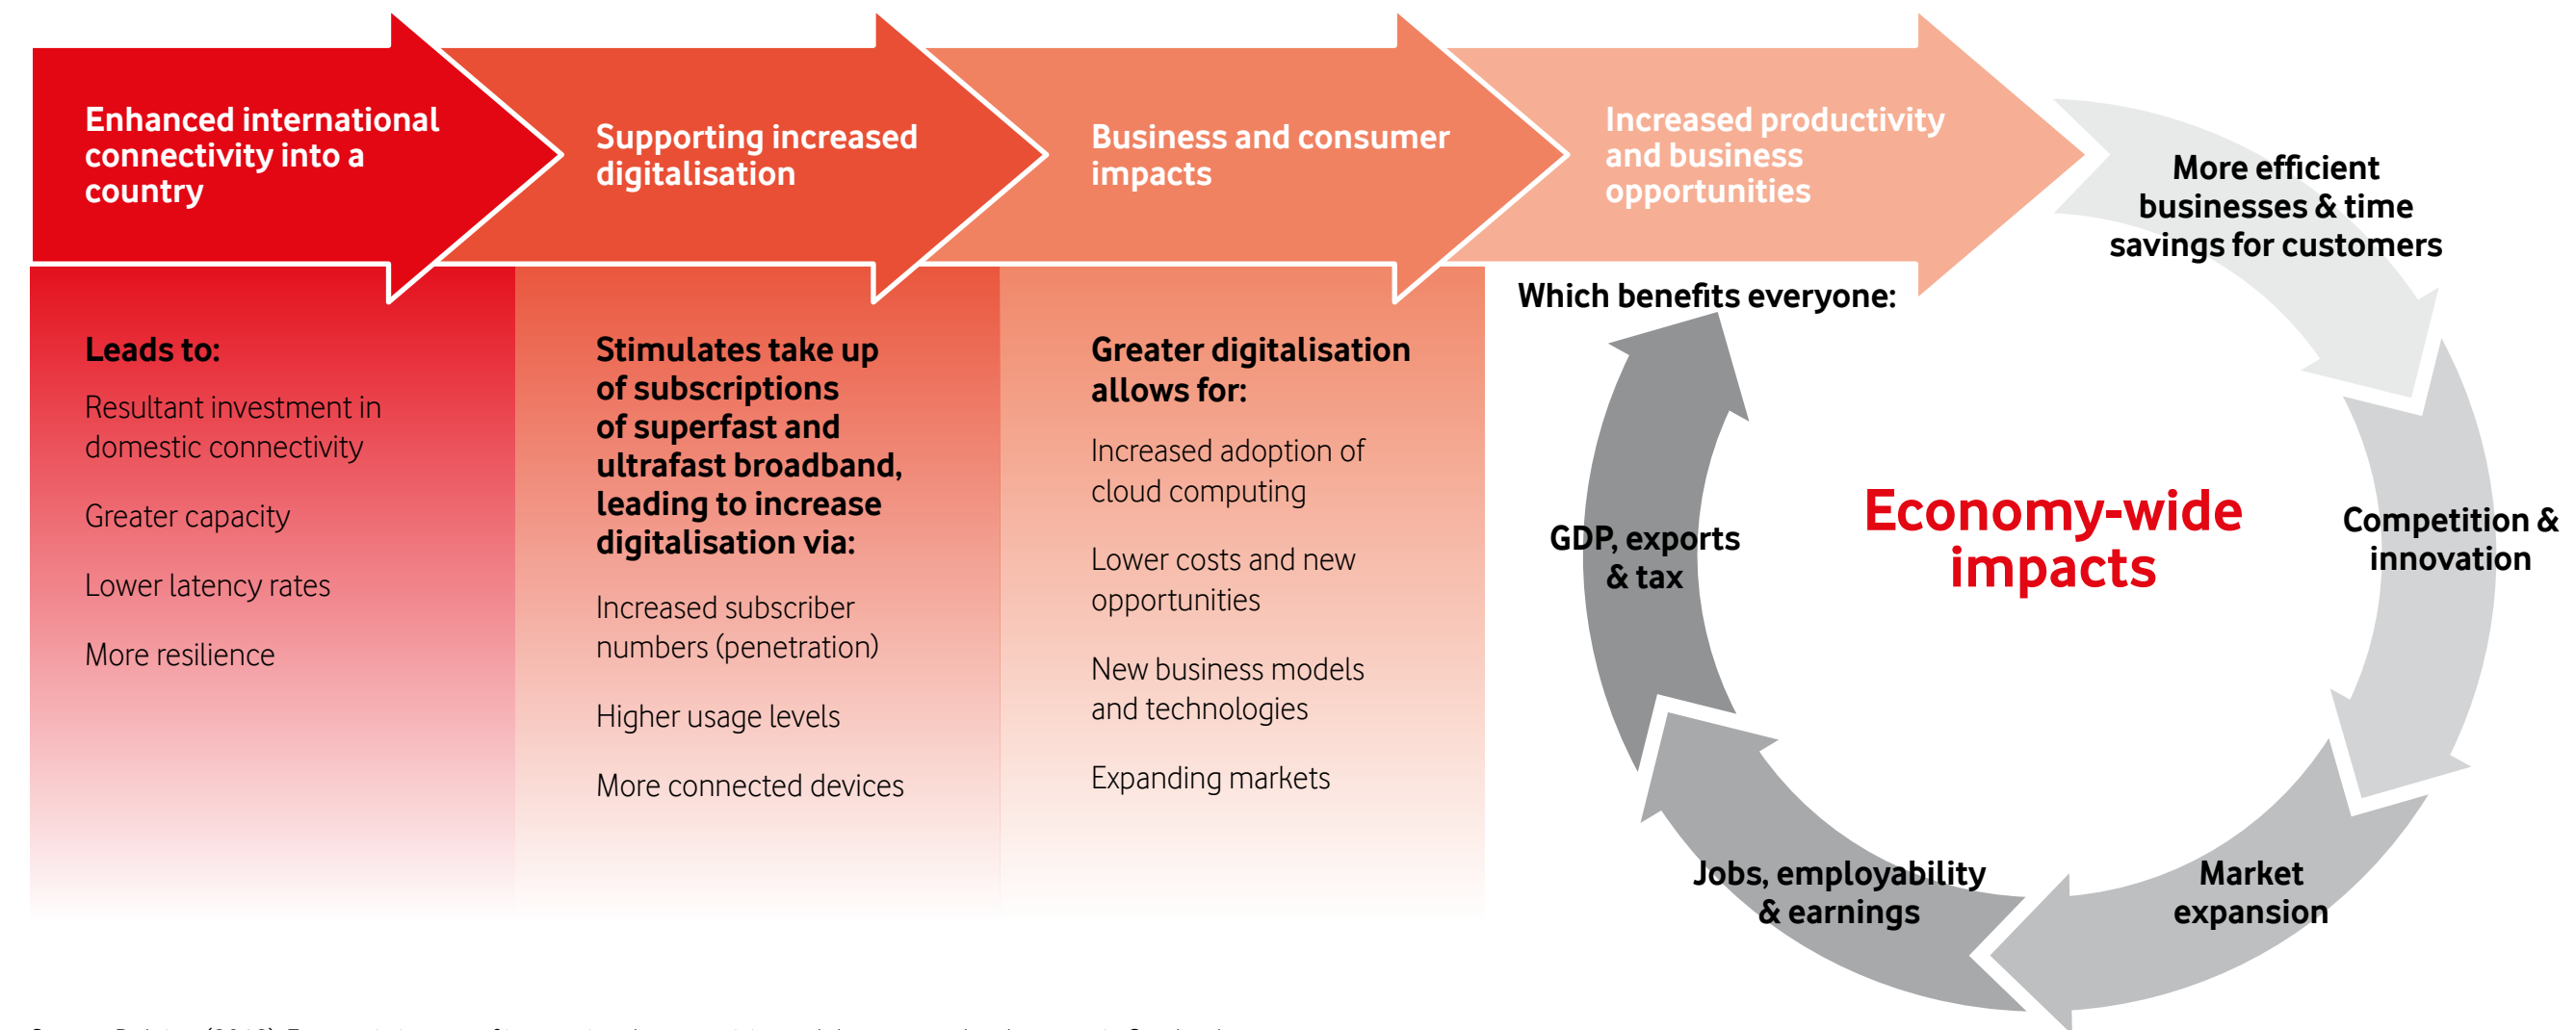 Enhanced international
connectivity into a
country
Supporting increased
digitalisation
Business and consumer
impacts
Increased productivity
and business
opportunities
Leads to:
Resultant investment in
domestic connectivity
Greater capacity
Lower latency rates
More resilience
Stimulates take up
of subscriptions
of superfast and
ultrafast broadband,
leading to increase
digitalisation via:
Increased subscriber
numbers (penetration)
Higher usage levels
More connected devices
Greater digitalisation
allows for:
Increased adoption of
cloud computing
Lower costs and new
opportunities
New business models
and technologies
Expanding markets
Which benefits everyone:
More efficient
businesses & time
savings for customers
Competition &
innovation
Market
expansion
Jobs, employability
& earnings
GDP, exports
& tax
Economy-wide
impacts